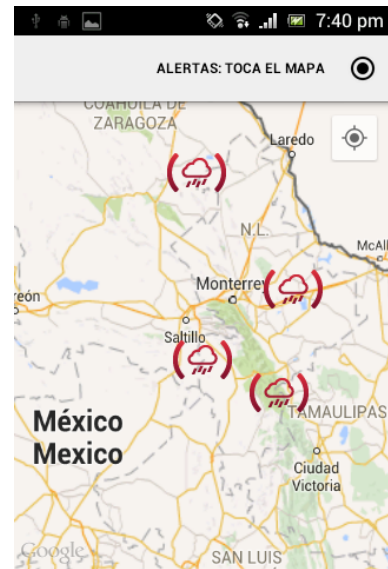 7:40 pm
ALERTAS: TOCA EL MAPA
COAHUILA DE
ZARAGOZA
Laredo
N.L.
McAll
Monterrey
reón
Saltillo
México
Mexico
TAMAULIPAS
Ciudad
Victoria
Google
SAN LUIS